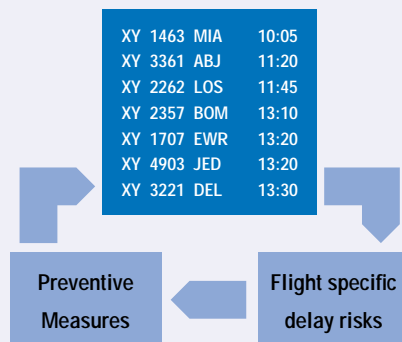 XY 1463 MIA 10:05
XY 3361 ABJ 11:20
XY 2262 LOS 11:45
XY 2357 BOM 13:10
XY 1707 EWR 13:20
XY 4903 JED 13:20
XY 3221 DEL 13:30
Preventive
Measures
Flight specific
delay risks